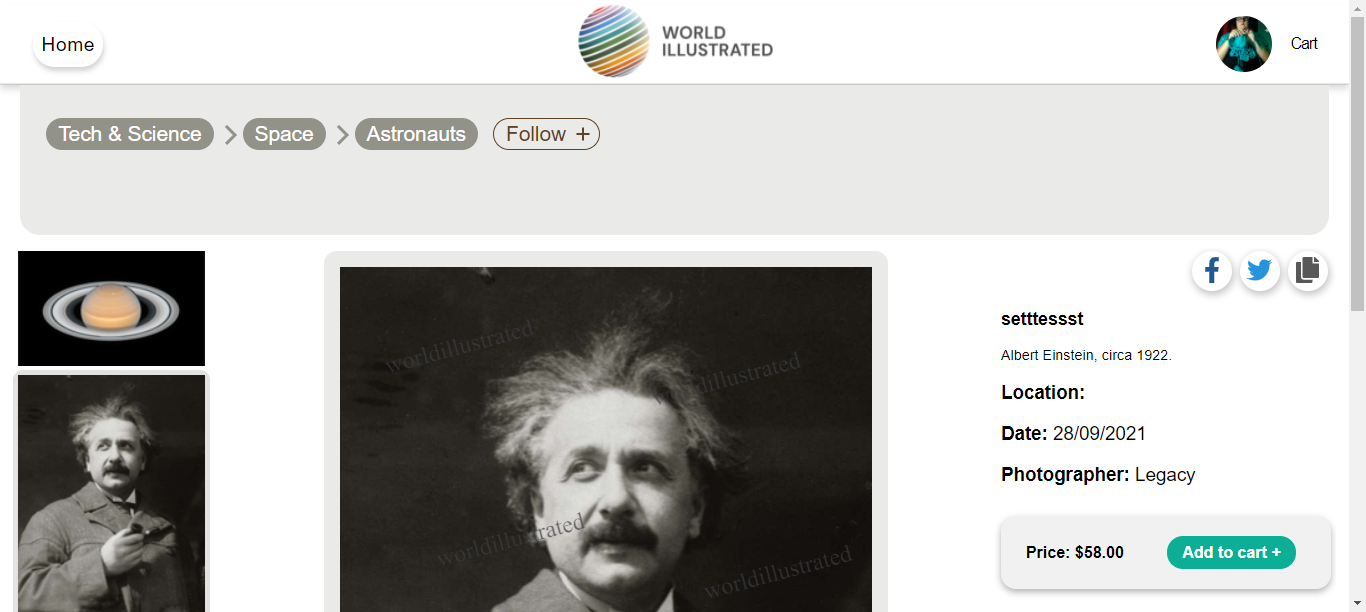 Home
WORLD
ILLUSTRATED
Cart
Tech & Science
Space
Astronauts
Follow +
setttessst
Albert Einstein, circa 1922.
Location:
Date: 28/09/2021
Photographer: Legacy
Price: $58.00
Add to cart +
worldillustrated
worldillustrated
worldillustrated
worldillustrated